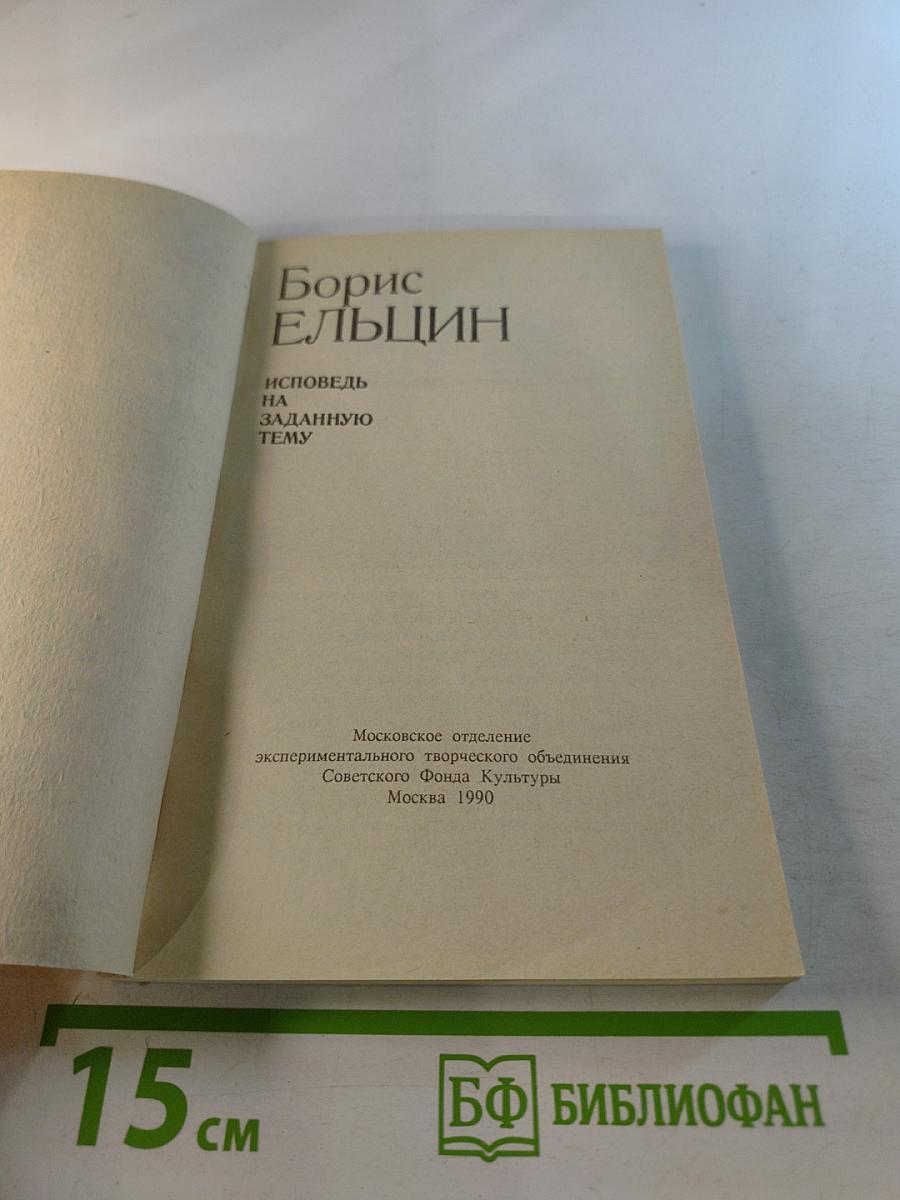 Борис
ЕЛЬЦИН
ИСПОВЕДЬ
НА
ЗАДАННУЮ
ТЕМУ
Московское отделение
экспериментального творческого объединения
Советского Фонда Культуры
Москва 1990
15 см
БФ БИБЛИОФАН